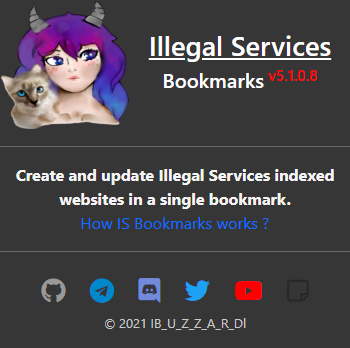 Illegal Services
Bookmarks v5.1.0.8
Create and update Illegal Services indexed
websites in a single bookmark.
How IS Bookmarks works ?
© 2021 IB_U_Z_Z_A_R_Dl